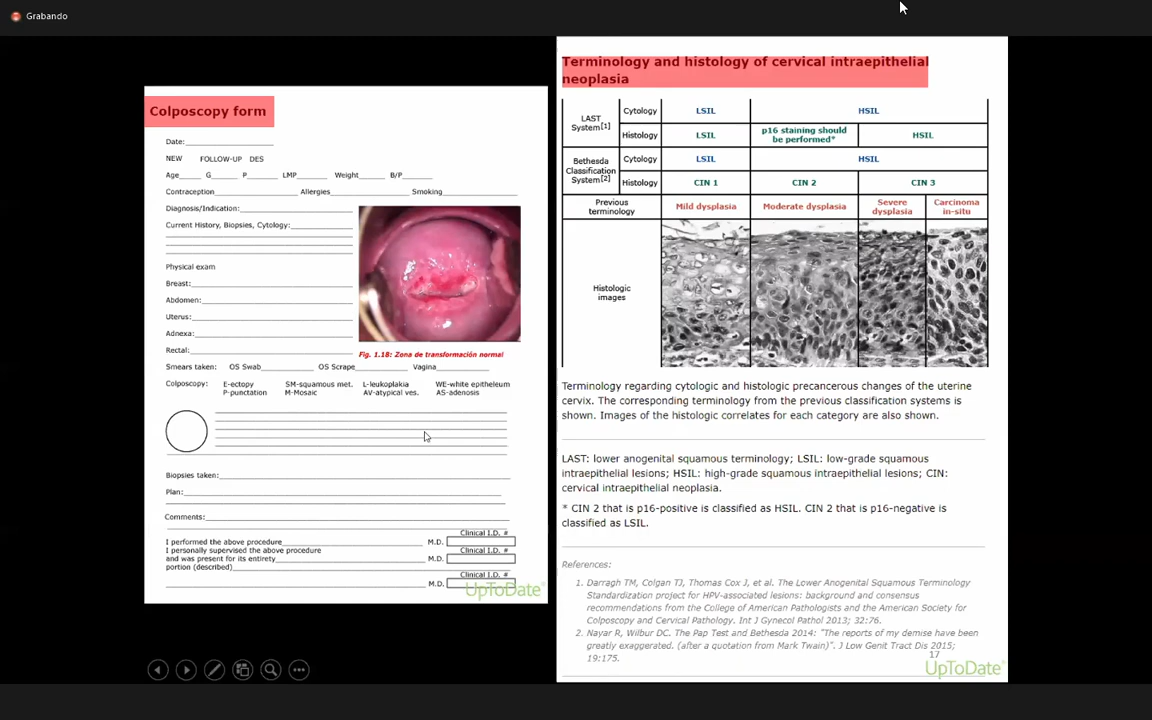 Grabando
Colposcopy form
Date:
NEW FOLLOW-UP DES
Age G P LMP Weight B/P
Contraception Allergies Smoking
Diagnosis/Indication:
Current History, Biopsies, Cytology:
Physical exam
Breast:
Abdomen:
Uterus:
Adnexa:
Rectal:
Fig. 1.18: Zona de transformación normal
Smears taken: OS Swab OS Scrape Vagina
Colposcopy: E-ectopy SM-squamous met. L-leukoplakia WE-white epitheleum
P-punctation M-Mosaic AV-atypical ves. AS-adenosis
Biopsies taken:
Plan:
Comments:
Clinical I.D. #
I performed the above procedure M.D.
I personally supervised the above procedure Clinical I.D. #
and was present for its entirety M.D.
portion (described)
Clinical I.D. #
M.D.
UpToDate®
Terminology and histology of cervical intraepithelial
neoplasia
LAST System[1] Cytology LSIL HSIL
Histology LSIL p16 staining should be performed* HSIL
Bethesda Classification System[2] Cytology LSIL HSIL
Histology CIN 1 CIN 2 CIN 3
Previous terminology Mild dysplasia Moderate dysplasia Severe dysplasia Carcinoma in-situ
Histologic images
Terminology regarding cytologic and histologic precancerous changes of the uterine
cervix. The corresponding terminology from the previous classification systems is
shown. Images of the histologic correlates for each category are also shown.
LAST: lower anogenital squamous terminology; LSIL: low-grade squamous
intraepithelial lesions; HSIL: high-grade squamous intraepithelial lesions; CIN:
cervical intraepithelial neoplasia.
* CIN 2 that is p16-positive is classified as HSIL. CIN 2 that is p16-negative is
classified as LSIL.
References:
1. Darragh TM, Colgan TJ, Thomas Cox J, et al. The Lower Anogenital Squamous Terminology
Standardization project for HPV-associated lesions: background and consensus
recommendations from the College of American Pathologists and the American Society for
Colposcopy and Cervical Pathology. Int J Gynecol Pathol 2013; 32:76.
2. Nayar R, Wilbur DC. The Pap Test and Bethesda 2014: "The reports of my demise have been
greatly exaggerated. (after a quotation from Mark Twain)". J Low Genit Tract Dis 2015;
19:175.
17
UpToDate®